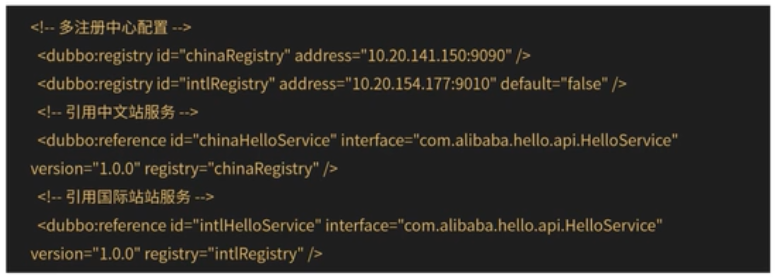 <!-- 多注册中心配置 -->
<dubbo:registry id="chinaRegistry" address="10.20.141.150:9090" />
<dubbo:registry id="intlRegistry" address="10.20.154.177:9010" default="false" />
<!-- 引用中文站服务 -->
<dubbo:reference id="chinaHelloService" interface="com.alibaba.hello.api.HelloService"
version="1.0.0" registry="chinaRegistry" />
<!-- 引用国际站站服务 -->
<dubbo:reference id="intlHelloService" interface="com.alibaba.hello.api.HelloService"
version="1.0.0" registry="intlRegistry" />